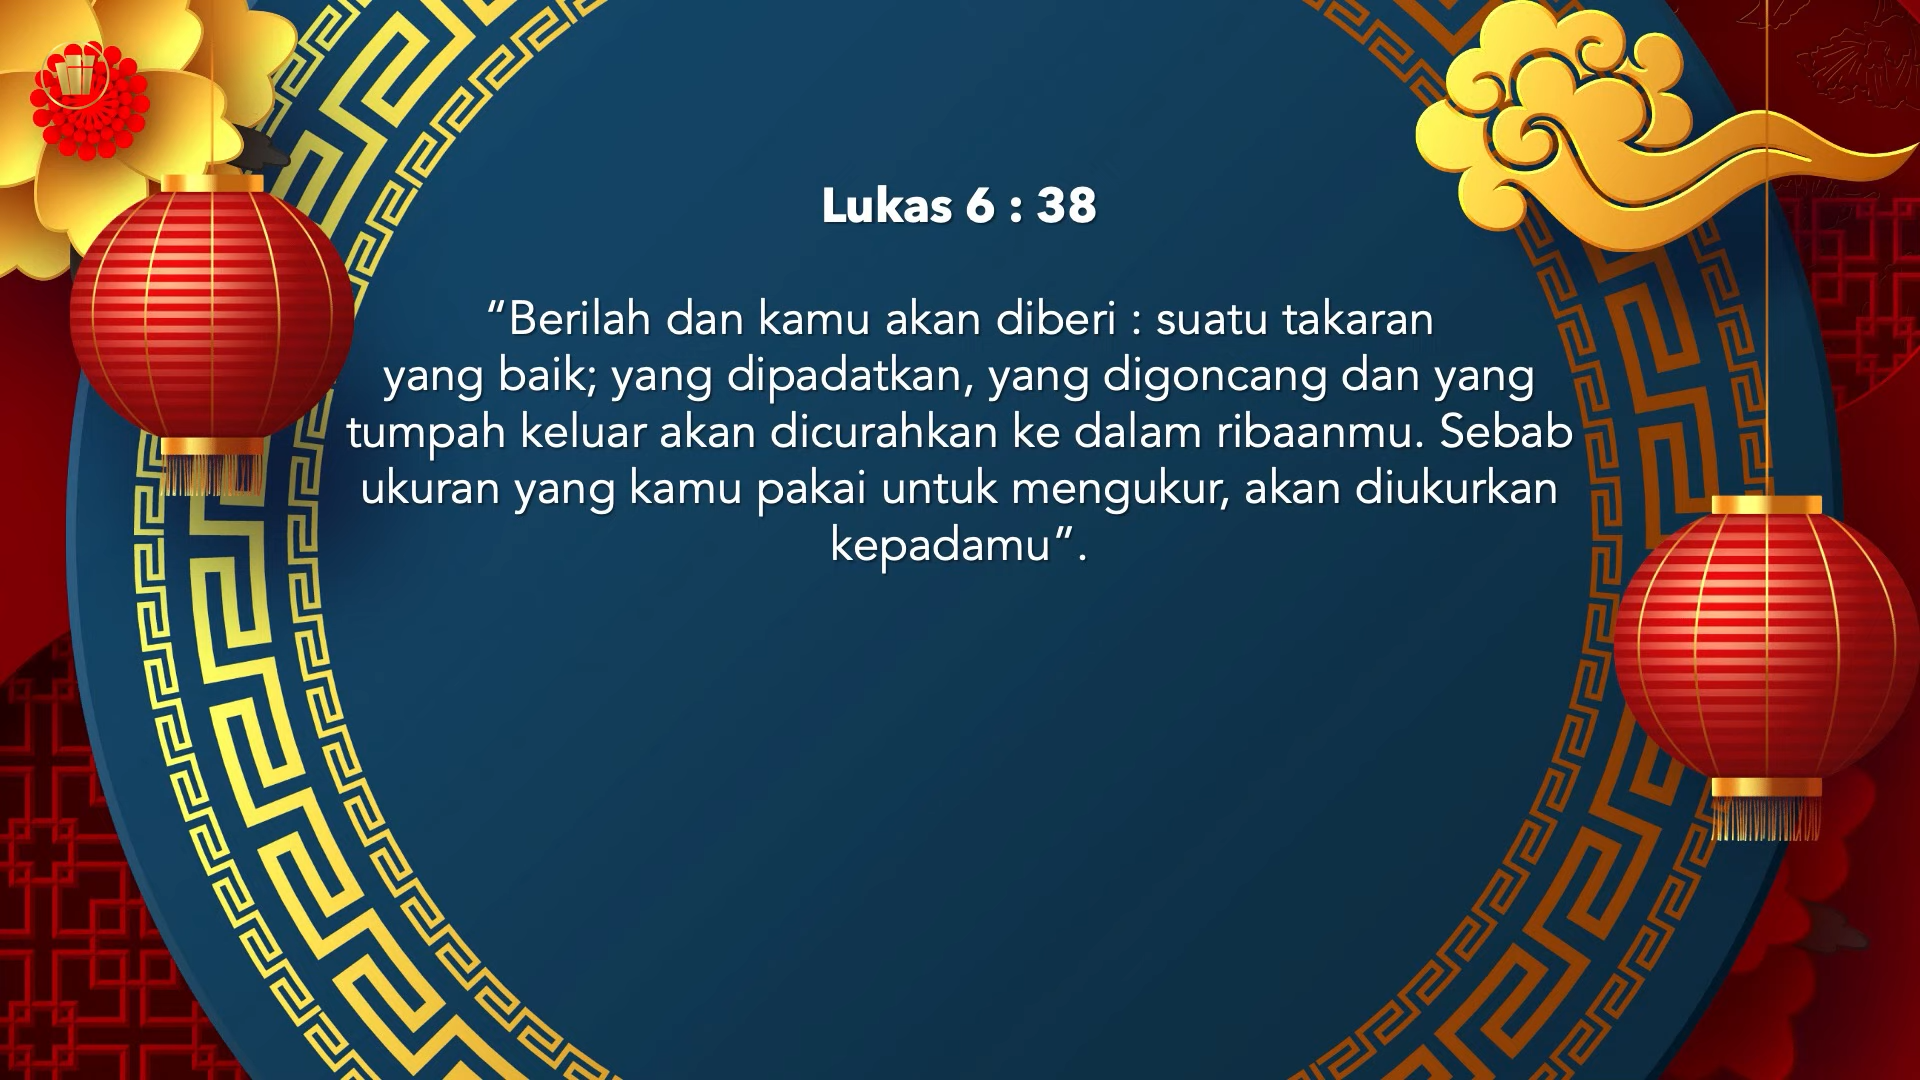 Lukas 6 : 38
“Berilah dan kamu akan diberi : suatu takaran
yang baik; yang dipadatkan, yang digoncang dan yang
tumpah keluar akan dicurahkan ke dalam ribaanmu. Sebab
ukuran yang kamu pakai untuk mengukur, akan diukurkan
kepadamu”.